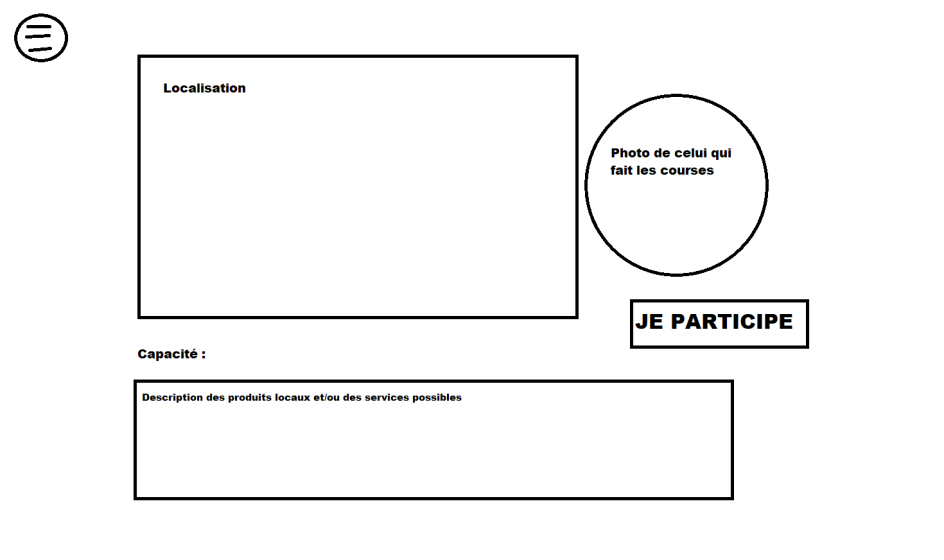 Localisation
Photo de celui qui
fait les courses
JE PARTICIPE
Capacité :
Description des produits locaux et/ou des services possibles